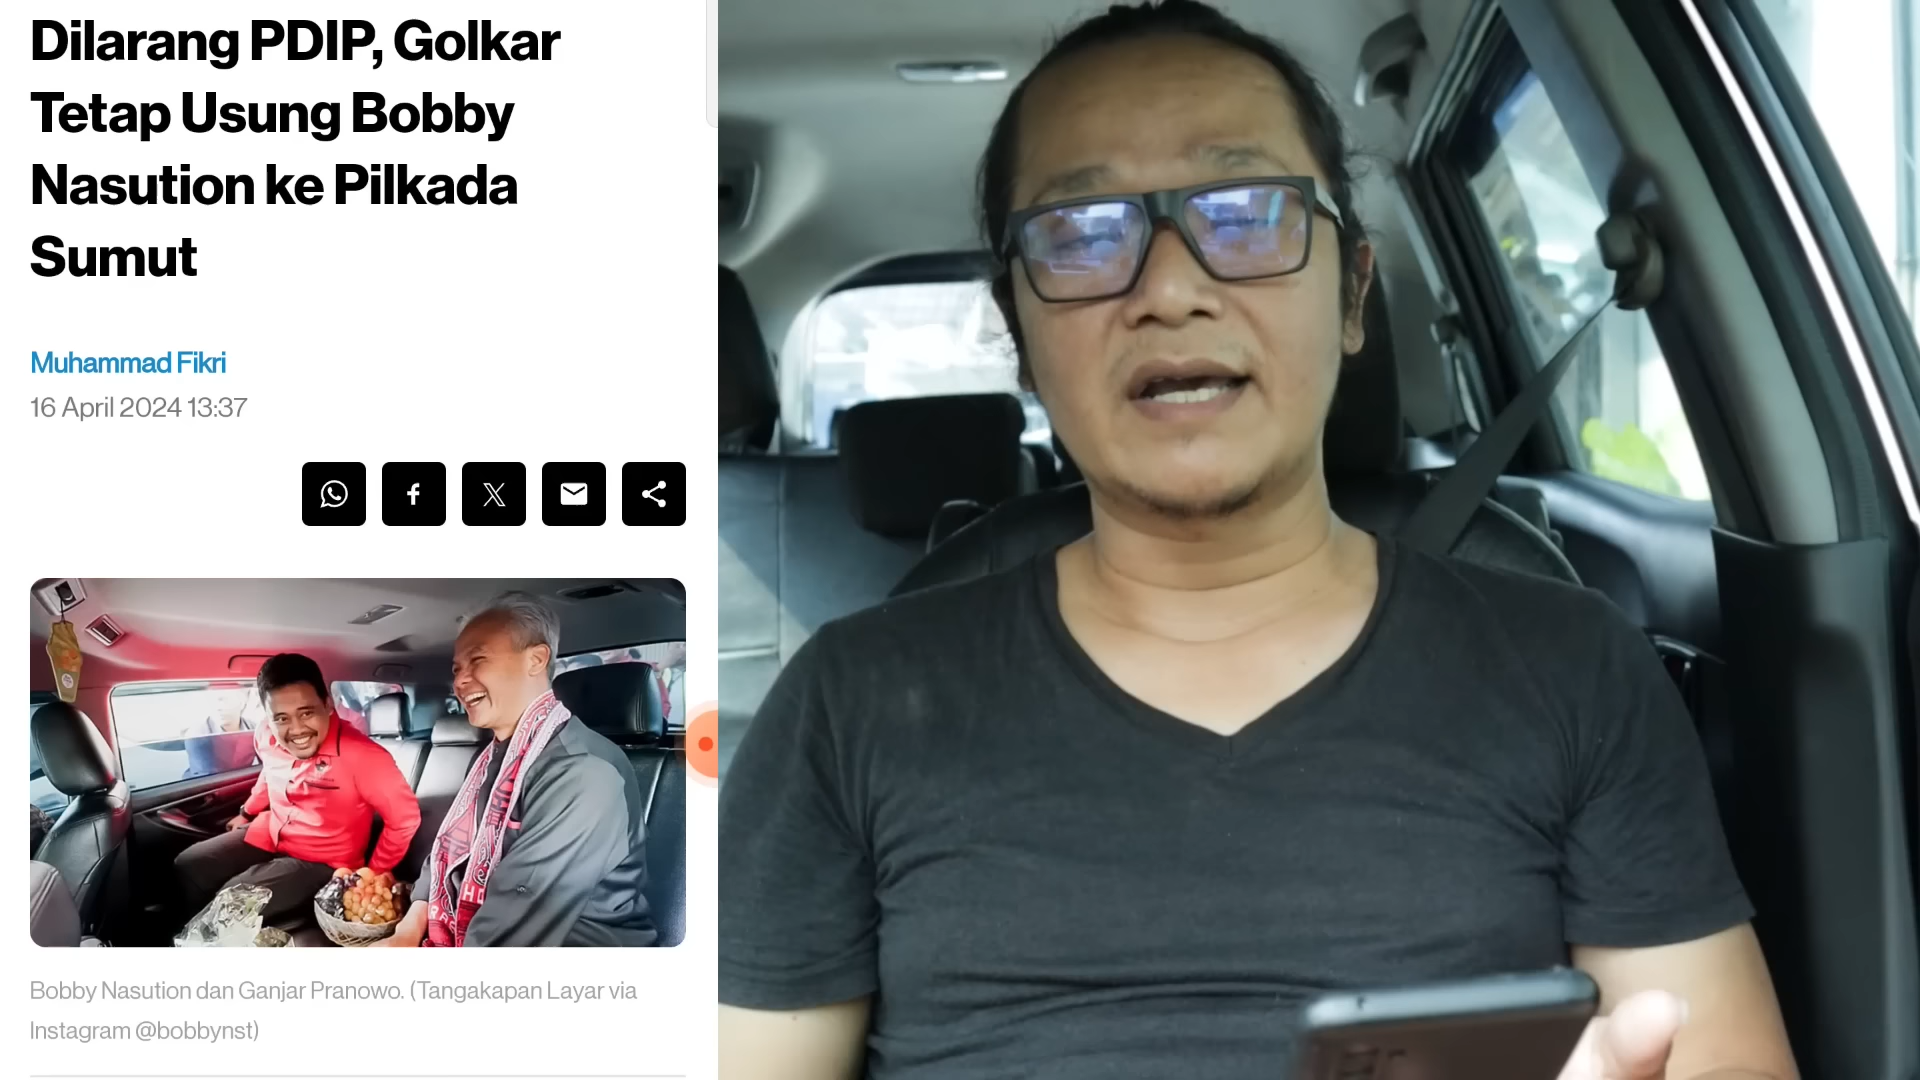 Dilarang PDIP, Golkar
Tetap Usung Bobby
Nasution ke Pilkada
Sumut
Muhammad Fikri
16 April 2024 13:37
Bobby Nasution dan Ganjar Pranowo. (Tangakapan Layar via
Instagram @bobbynst)